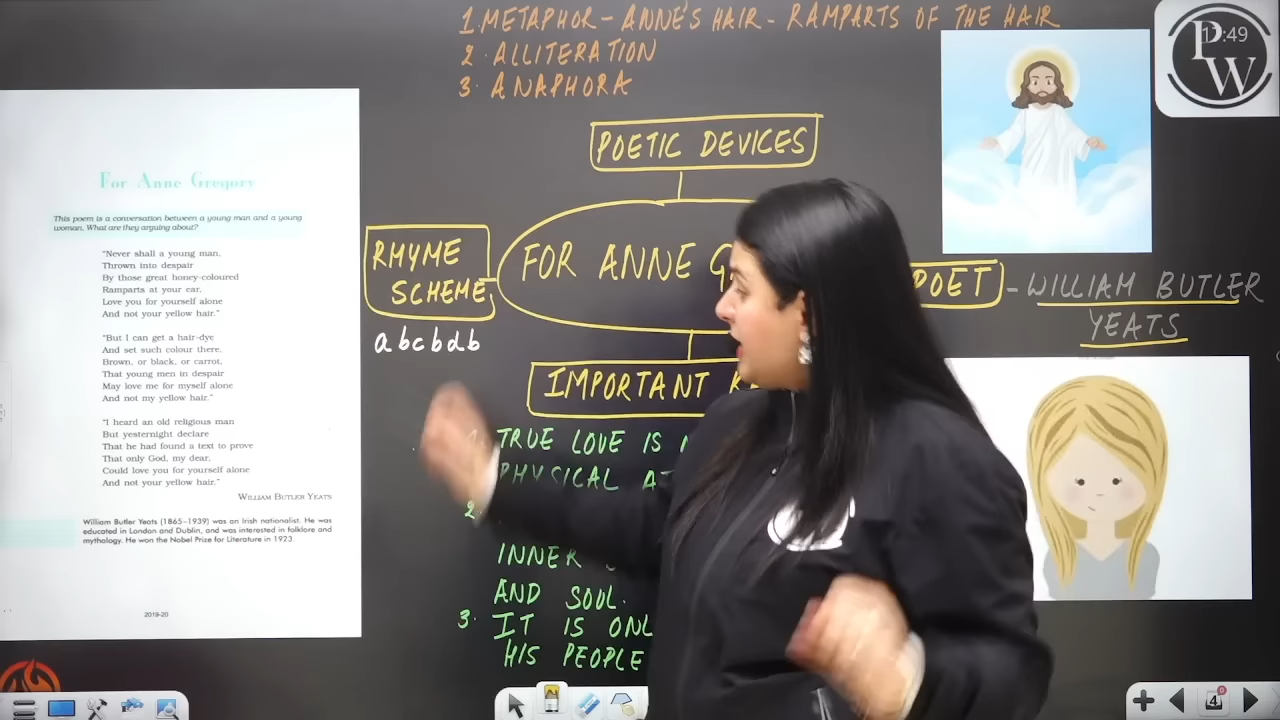 1. METAPHOR - ANNE'S HAIR - RAMPARTS OF THE HAIR
2. ALLITERATION
3. ANAPHORA
PW
17:49
POETIC DEVICES
RHYME
SCHEME
abcbdb
FOR ANNE
POET - WILLIAM BUTLER
YEATS
IMPORTANT
TRUE LOVE IS
PHYSICAL
2.
INNER
AND SOUL.
3. IT IS
HIS PEOPLE
For Anne Gregory
This poem is a conversation between a young man and a young
woman. What are they arguing about?
"Never shall a young man,
Thrown into despair
By those great honey-coloured
Ramparts at your ear,
Love you for yourself alone
And not your yellow hair."
"But I can get a hair-dye
And set such colour there,
Brown, or black, or carrot,
That young men in despair
May love me for myself alone
And not my yellow hair."
"I heard an old religious man
But yesternight declare
That he had found a text to prove
That only God, my dear,
Could love you for yourself alone
And not your yellow hair."
WILLIAM BUTLER YEATS
William Butler Yeats (1865–1939) was an Irish nationalist. He was
educated in London and Dublin, and was interested in folklore and
mythology. He won the Nobel Prize for Literature in 1923.
2019-20
4